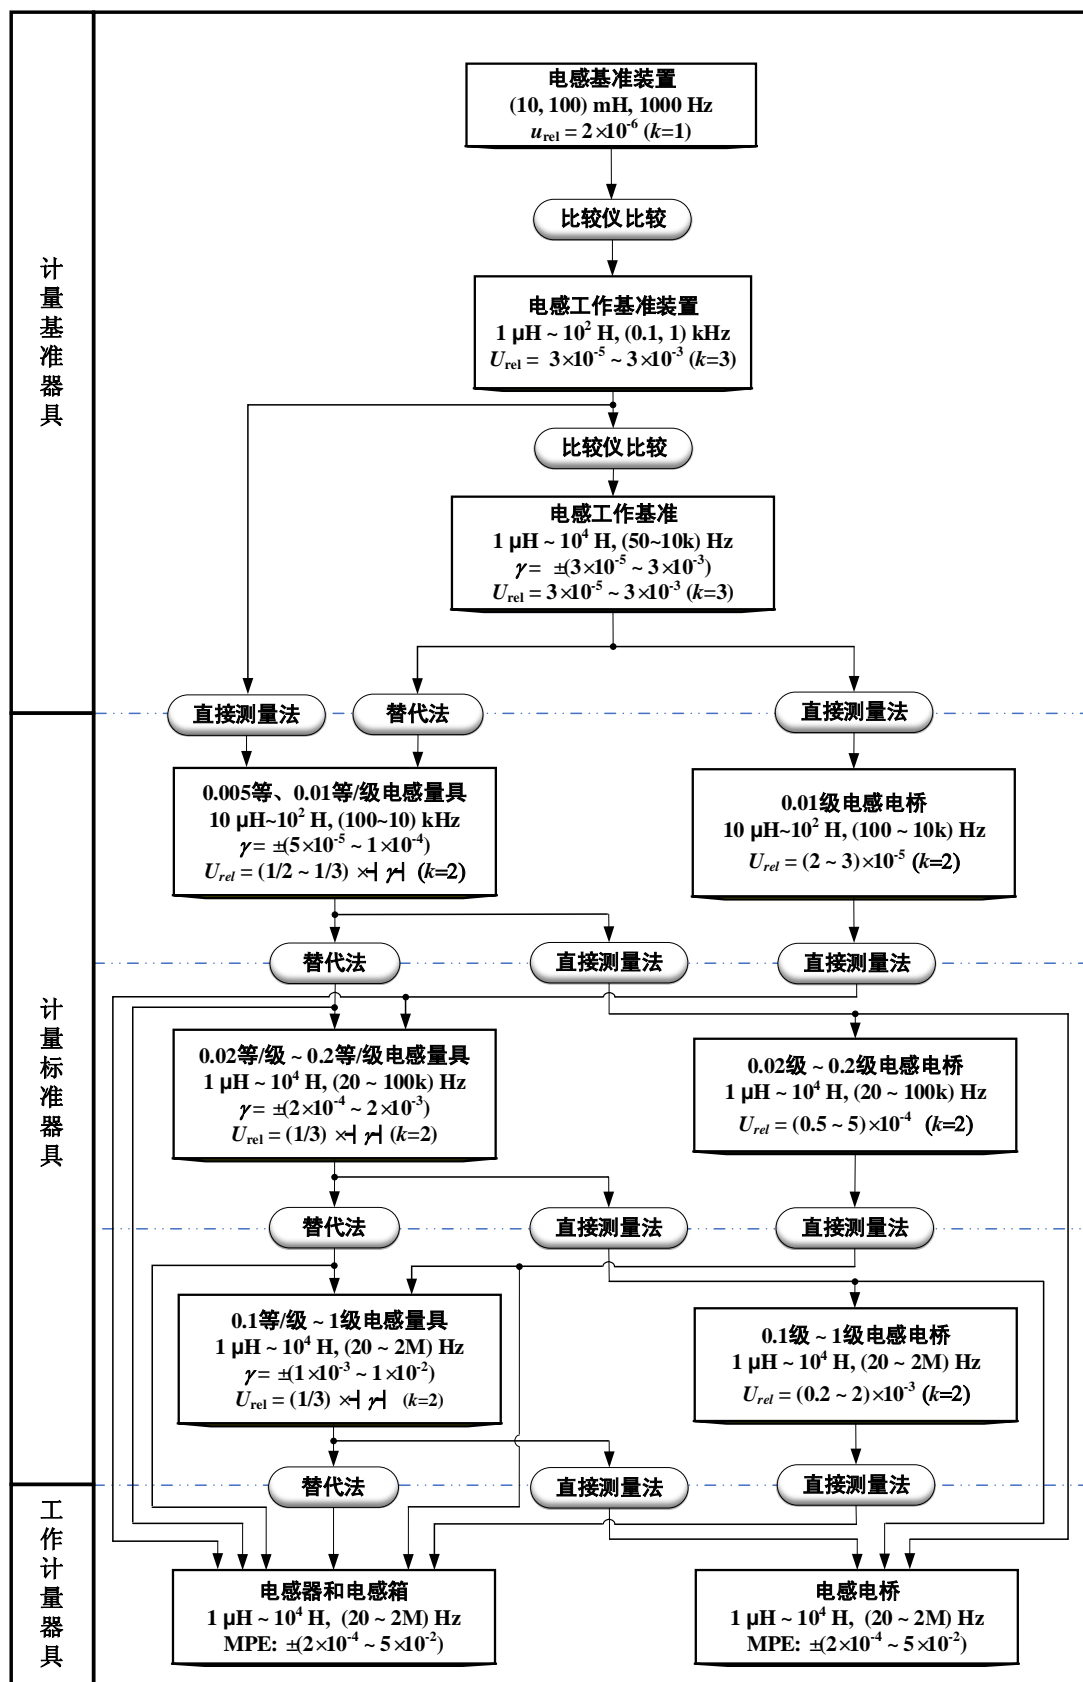 计量基准器具
电感基准装置
(10, 100) mH, 1000 Hz
u_rel = 2×10⁻⁶ (k=1)
比较仪比较
电感工作基准装置
1 μH ~ 10² H, (0.1, 1) kHz
U_rel = 3×10⁻⁵ ~ 3×10⁻³ (k=3)
比较仪比较
电感工作基准
1 μH ~ 10⁴ H, (50~10k) Hz
γ = ±(3×10⁻⁵ ~ 3×10⁻³)
U_rel = 3×10⁻⁵ ~ 3×10⁻³ (k=3)
直接测量法
替代法
直接测量法
计量标准器具
0.005等、0.01等/级电感量具
10 μH~10² H, (100~10) kHz
γ = ±(5×10⁻⁵ ~ 1×10⁻⁴)
U_rel = (1/2 ~ 1/3) ×┤γ┤ (k=2)
0.01级电感电桥
10 μH~10² H, (100 ~ 10k) Hz
U_rel = (2 ~ 3)×10⁻⁵ (k=2)
替代法
直接测量法
直接测量法
0.02等/级 ~ 0.2等/级电感量具
1 μH ~ 10⁴ H, (20 ~ 100k) Hz
γ = ±(2×10⁻⁴ ~ 2×10⁻³)
U_rel = (1/3) ×┤γ┤ (k=2)
0.02级 ~ 0.2级电感电桥
1 μH ~ 10⁴ H, (20 ~ 100k) Hz
U_rel = (0.5 ~ 5)×10⁻⁴ (k=2)
替代法
直接测量法
直接测量法
0.1等/级 ~ 1级电感量具
1 μH ~ 10⁴ H, (20 ~ 2M) Hz
γ = ±(1×10⁻³ ~ 1×10⁻²)
U_rel = (1/3) ×┤γ┤ (k=2)
0.1级 ~ 1级电感电桥
1 μH ~ 10⁴ H, (20 ~ 2M) Hz
U_rel = (0.2 ~ 2)×10⁻³ (k=2)
替代法
直接测量法
直接测量法
工作计量器具
电感器和电感箱
1 μH ~ 10⁴ H, (20 ~ 2M) Hz
MPE: ±(2×10⁻⁴ ~ 5×10⁻²)
电感电桥
1 μH ~ 10⁴ H, (20 ~ 2M) Hz
MPE: ±(2×10⁻⁴ ~ 5×10⁻²)